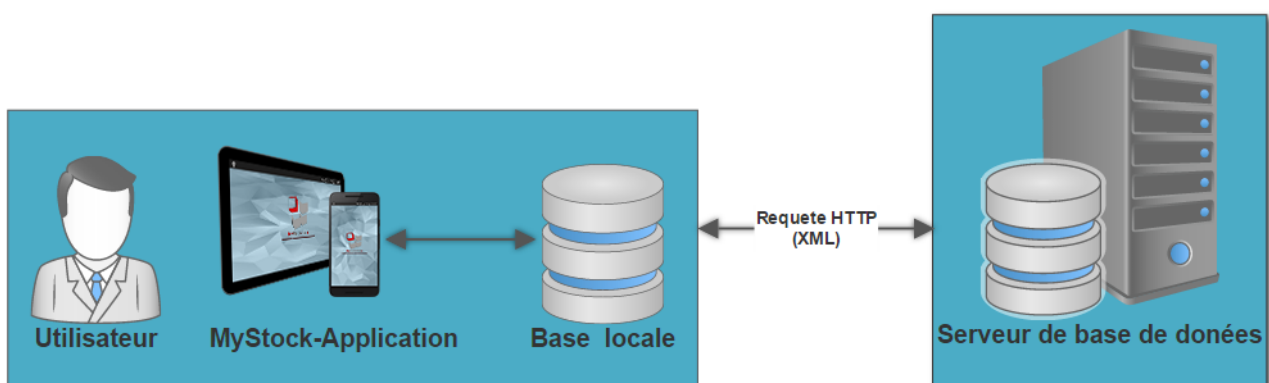 Utilisateur
MyStock-Application
Base locale
Requete HTTP
(XML)
Serveur de base de donées